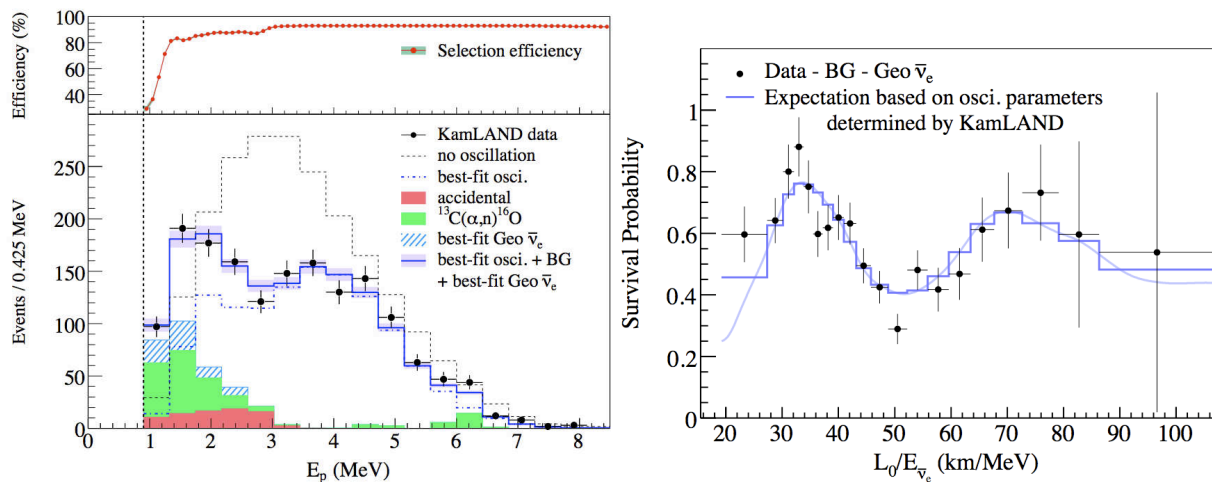 Efficiency (%)
100
80
60
40
Selection efficiency
Events / 0.425 MeV
250
200
150
100
50
0
KamLAND data
no oscillation
best-fit osci.
accidental
¹³C(α,n)¹⁶O
best-fit Geo ν̄ₑ
best-fit osci. + BG
+ best-fit Geo ν̄ₑ
0 1 2 3 4 5 6 7 8
Eₚ (MeV)
Survival Probability
1
0.8
0.6
0.4
0.2
0
Data - BG - Geo ν̄ₑ
Expectation based on osci. parameters
determined by KamLAND
20 30 40 50 60 70 80 90 100
L₀/E_ν̄ₑ (km/MeV)